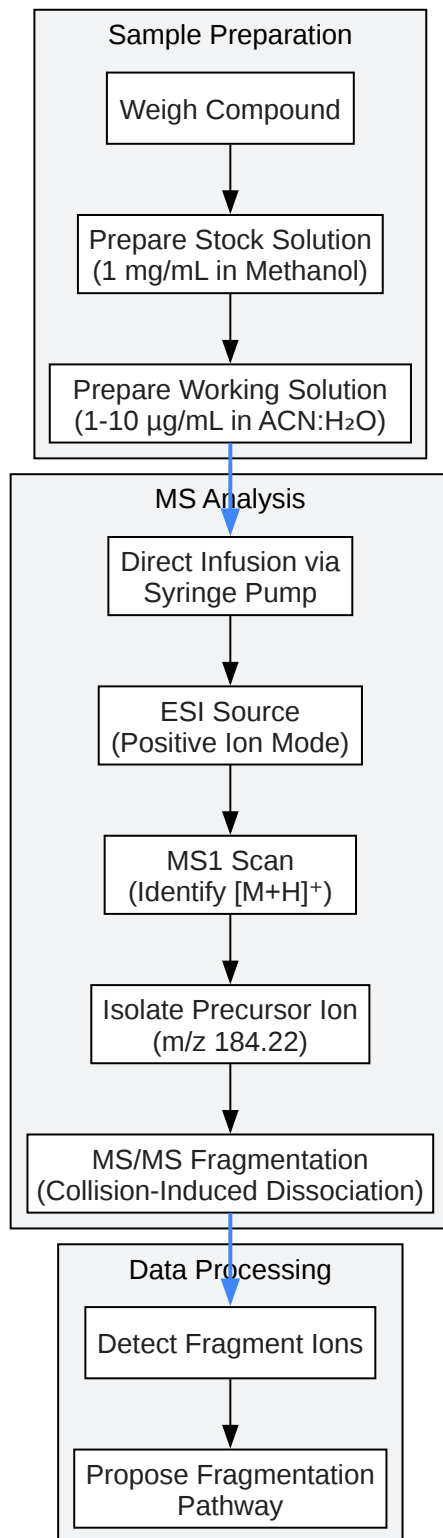 Sample Preparation
Weigh Compound
Prepare Stock Solution
(1 mg/mL in Methanol)
Prepare Working Solution
(1-10 µg/mL in ACN:H₂O)
MS Analysis
Direct Infusion via
Syringe Pump
ESI Source
(Positive Ion Mode)
MS1 Scan
(Identify [M+H]⁺)
Isolate Precursor Ion
(m/z 184.22)
MS/MS Fragmentation
(Collision-Induced Dissociation)
Data Processing
Detect Fragment Ions
Propose Fragmentation
Pathway